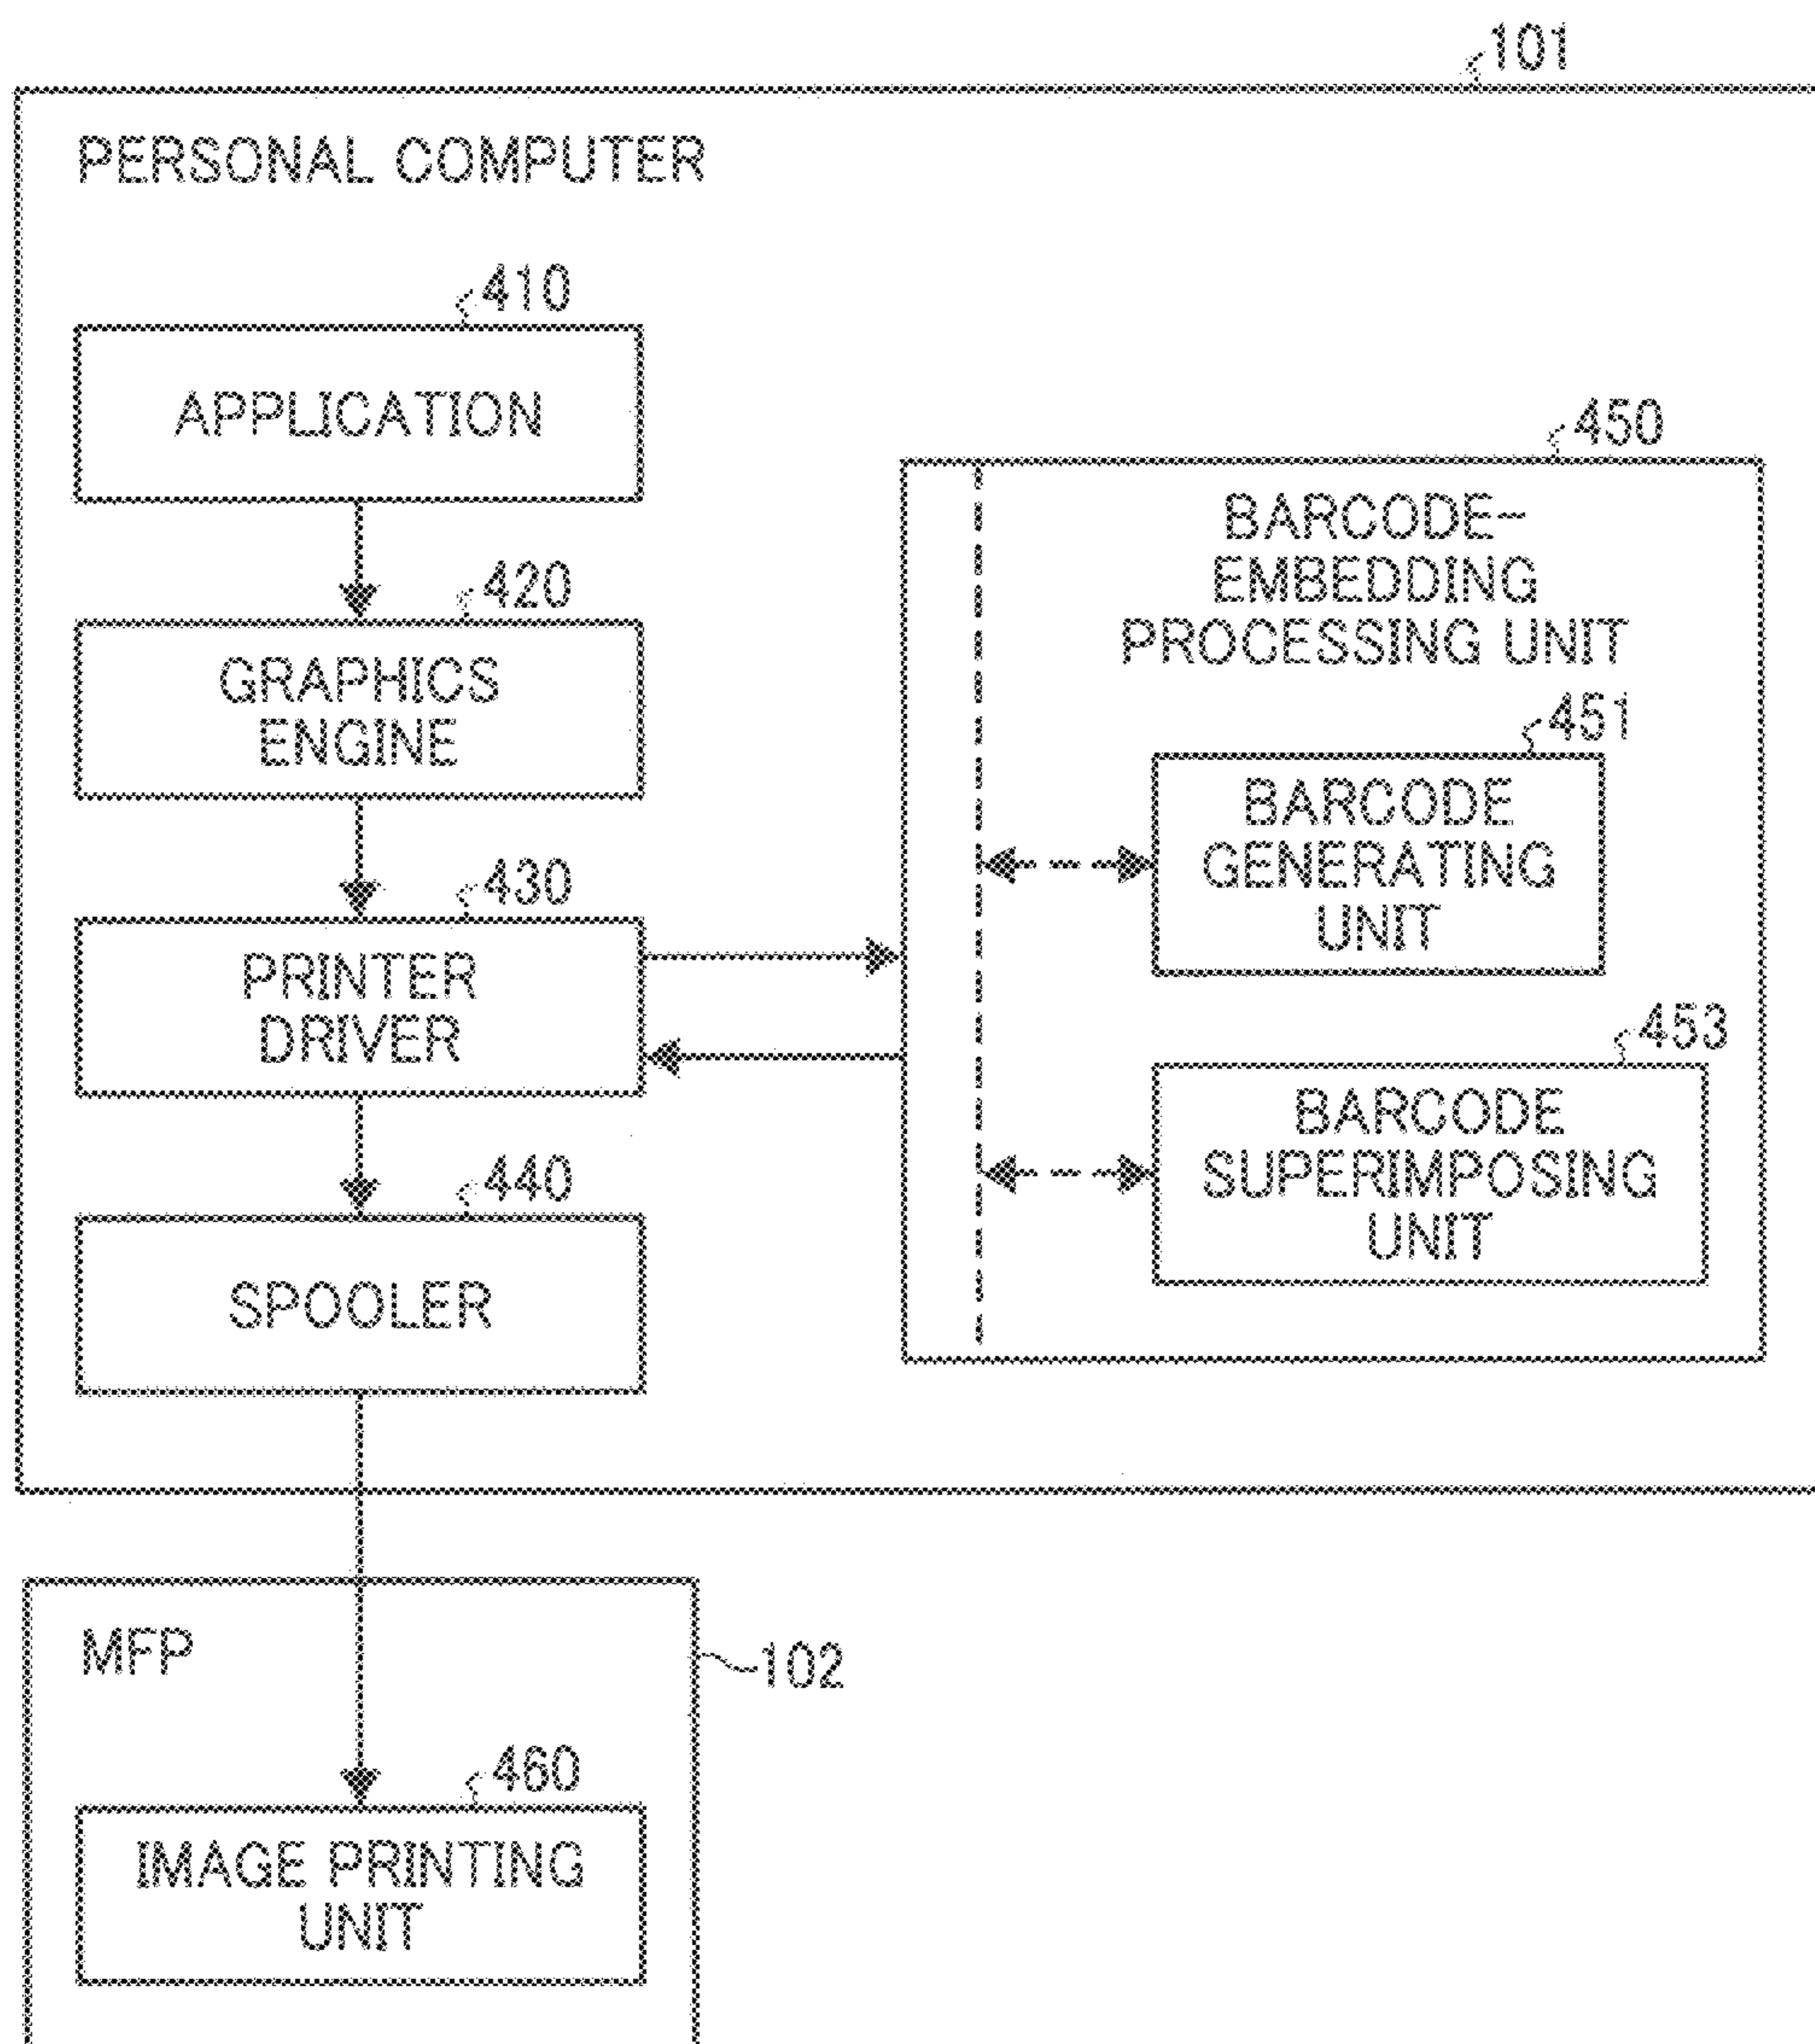 101
PERSONAL COMPUTER
410
APPLICATION
420
GRAPHICS
ENGINE
430
PRINTER
DRIVER
440
SPOOLER
450
BARCODE-
EMBEDDING
PROCESSING UNIT
451
BARCODE
GENERATING
UNIT
453
BARCODE
SUPERIMPOSING
UNIT
MFP
102
460
IMAGE PRINTING
UNIT